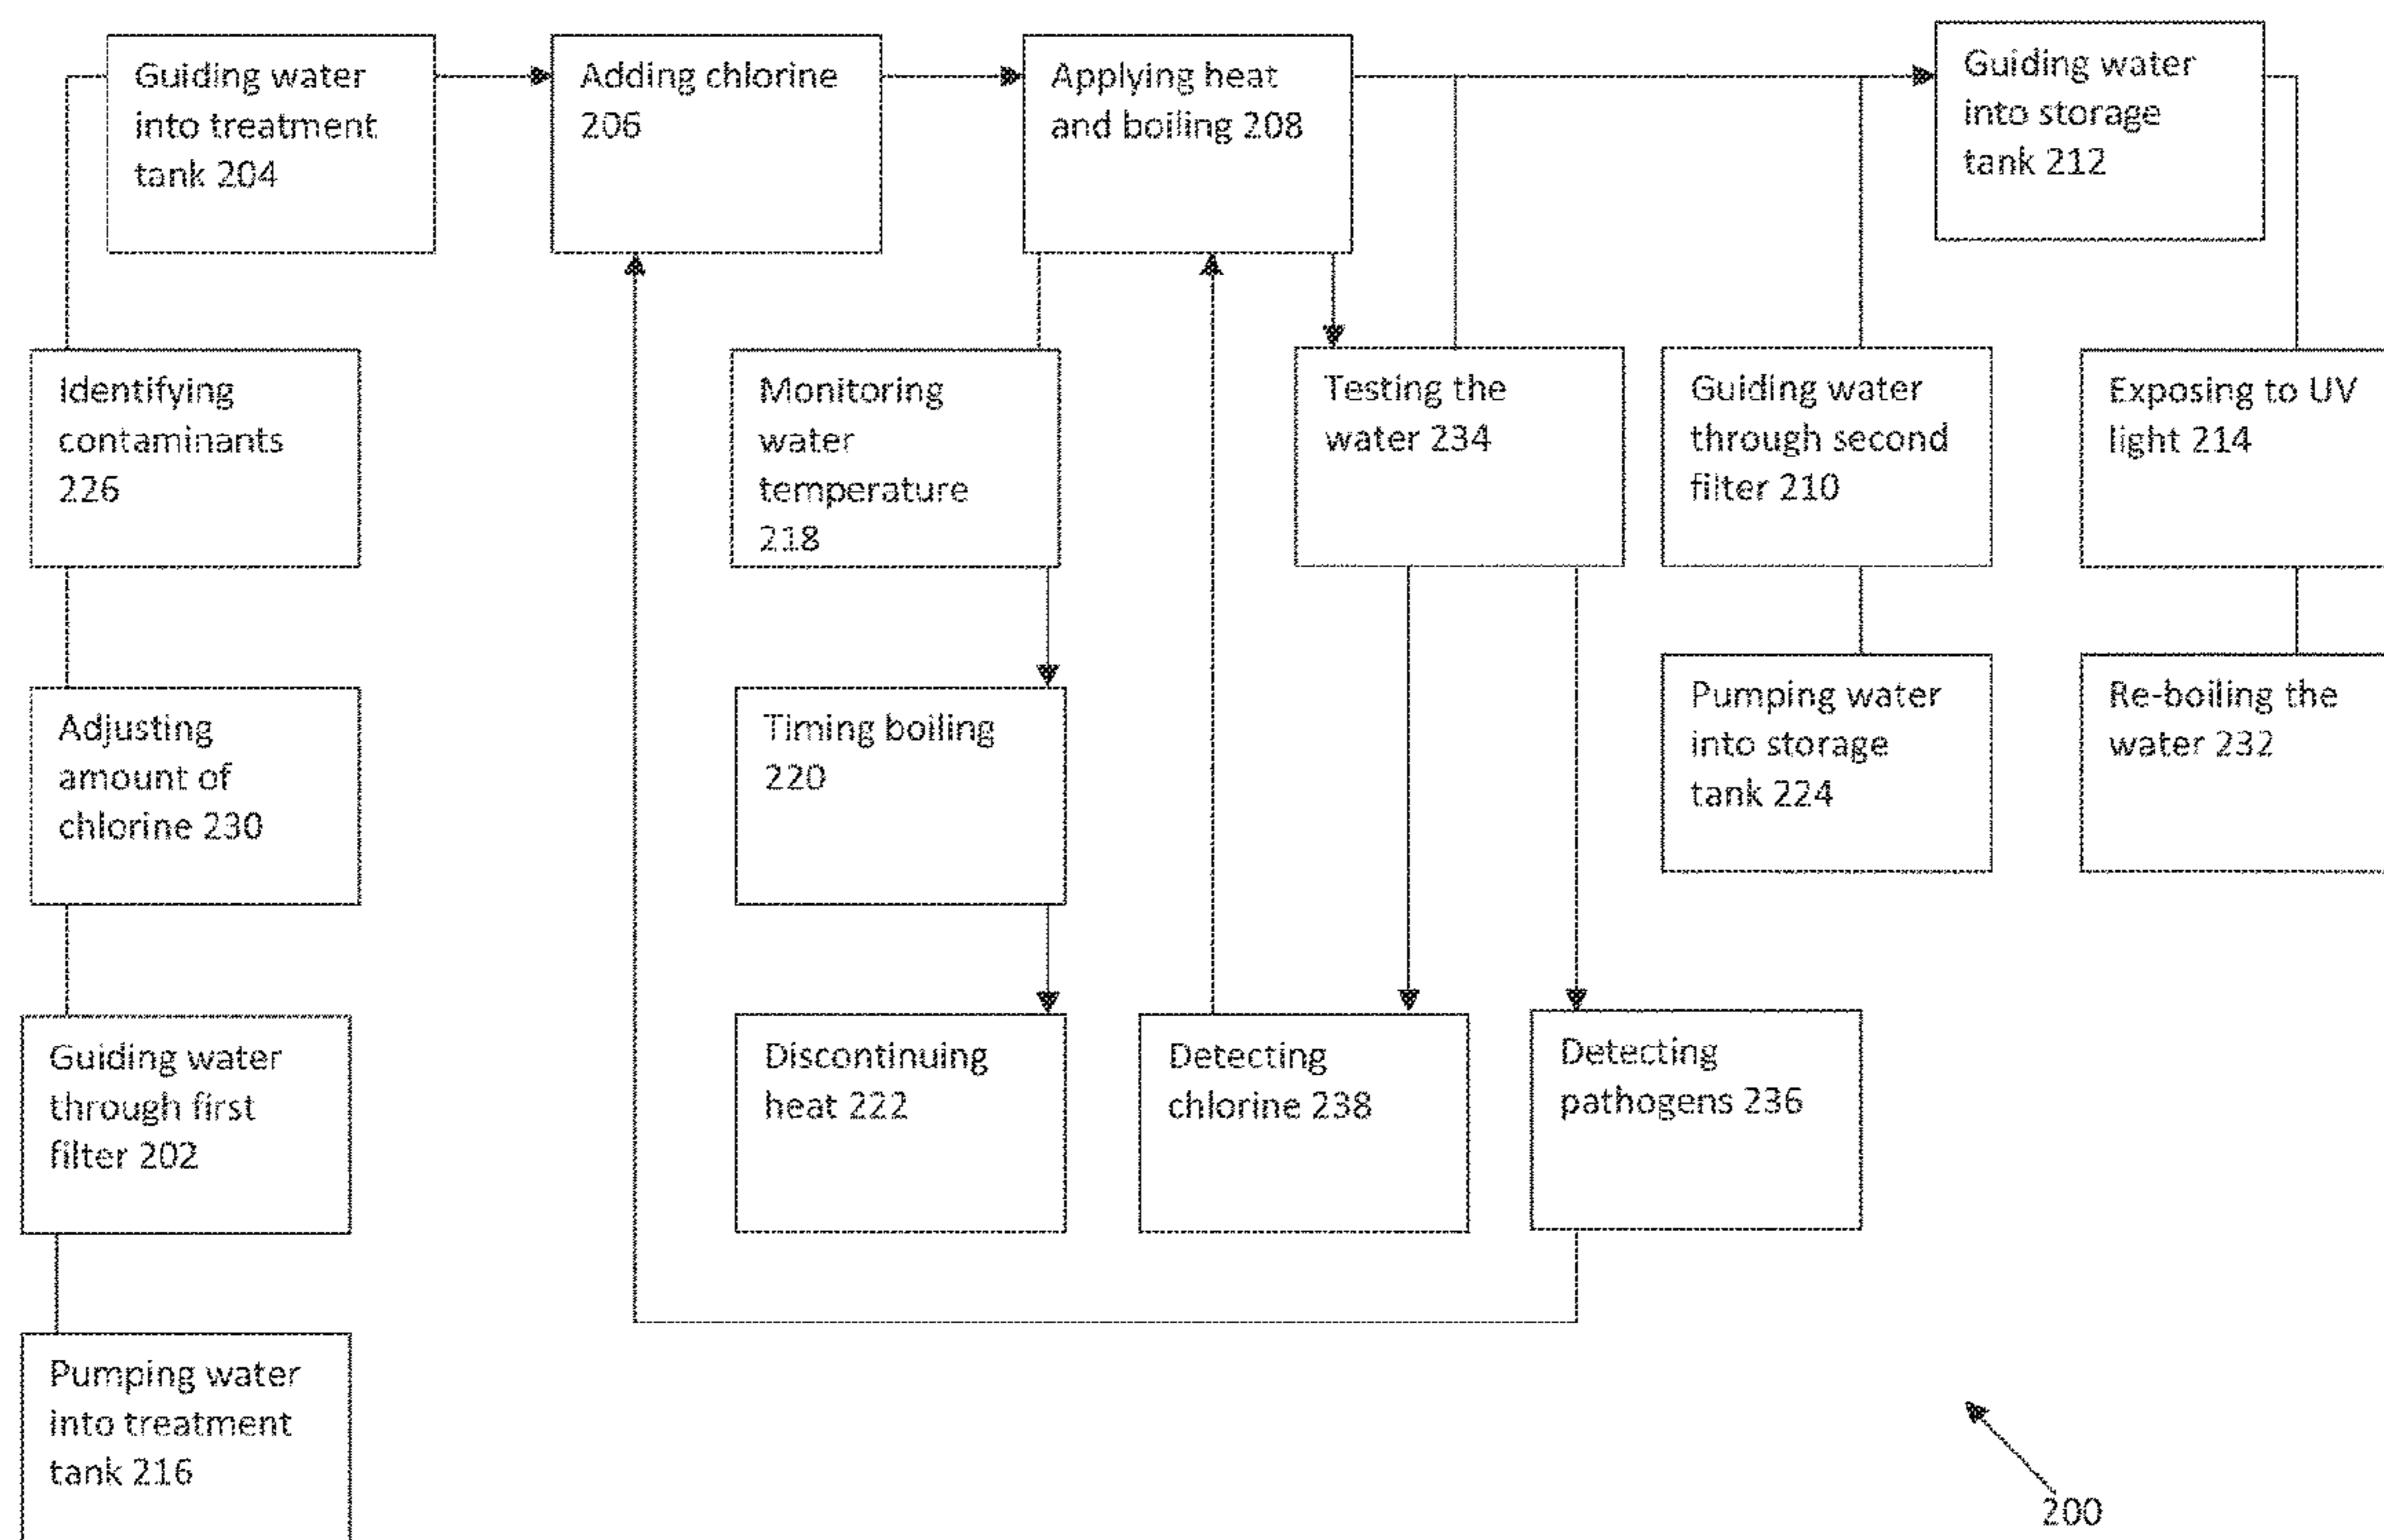 Guiding water
into treatment
tank 204
Adding chlorine
206
Applying heat
and boiling 208
Guiding water
into storage
tank 212
Identifying
contaminants
226
Monitoring
water
temperature
218
Testing the
water 234
Guiding water
through second
filter 210
Exposing to UV
light 214
Adjusting
amount of
chlorine 230
Timing boiling
220
Pumping water
into storage
tank 224
Re-boiling the
water 232
Guiding water
through first
filter 202
Discontinuing
heat 222
Detecting
chlorine 238
Detecting
pathogens 236
Pumping water
into treatment
tank 216
200